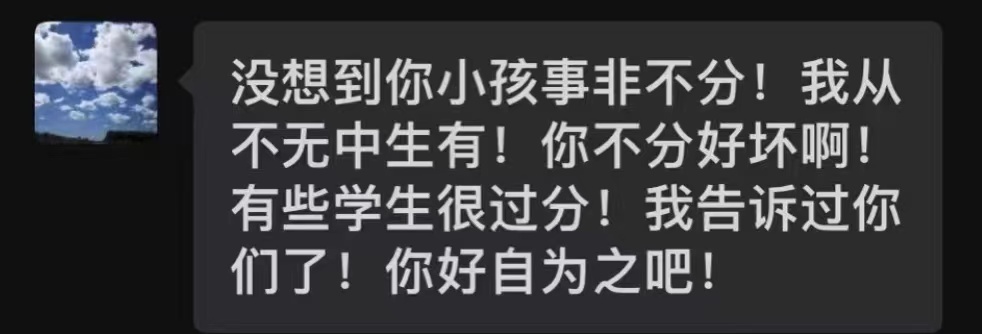 没想到你小孩事非不分！我从
不无中生有！你不分好坏啊！
有些学生很过分！我告诉过你
们了！你好自为之吧！